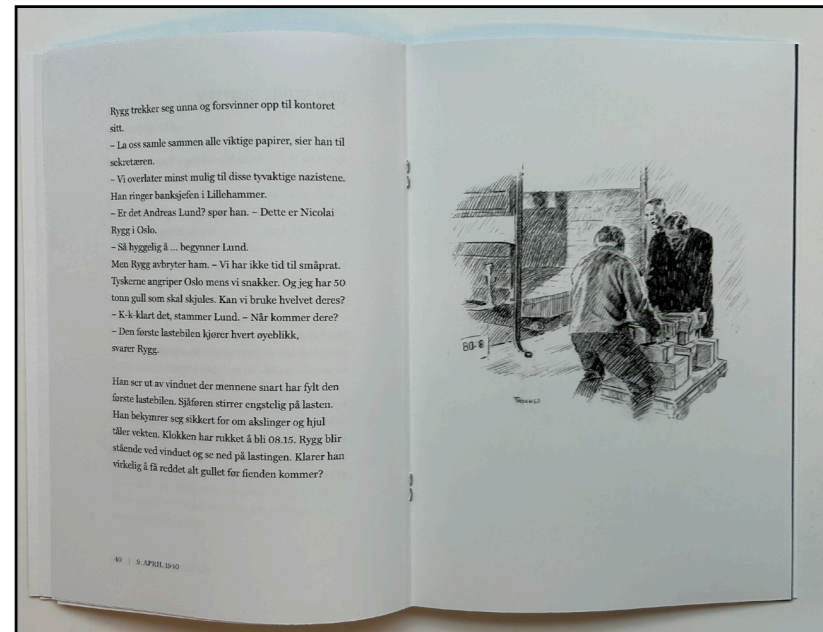 Rygg trekker seg unna og forsvinner opp til kontoret
sitt.
– La oss samle sammen alle viktige papirer, sier han til
sekretæren.
– Vi overlater minst mulig til disse tyvaktige nazistene.
Han ringer banksjefen i Lillehammer.
– Er det Andreas Lund? spør han. – Dette er Nicolai
Rygg i Oslo.
– Så hyggelig å ... begynner Lund.
Men Rygg avbryter ham. – Vi har ikke tid til småprat.
Tyskerne angriper Oslo mens vi snakker. Og jeg har 50
tonn gull som skal skjules. Kan vi bruke hvelvet deres?
– K-k-klart det, stammer Lund. – Når kommer dere?
– Den første lastebilen kjører hvert øyeblikk,
svarer Rygg.
Han ser ut av vinduet der mennene snart har fylt den
første lastebilen. Sjåføren stirrer engstelig på lasten.
Han bekymrer seg sikkert for om akslinger og hjul
tåler vekten. Klokken har rukket å bli 08.15. Rygg blir
stående ved vinduet og se ned på lastingen. Klarer han
virkelig å få reddet alt gullet før fienden kommer?
40 | 9. APRIL 1940
80-8